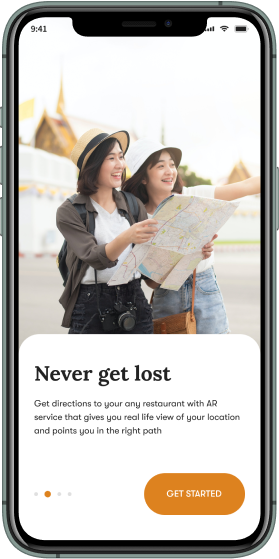 9:41
Never get lost
Get directions to your any restaurant with AR
service that gives you real life view of your location
and points you in the right path
GET STARTED